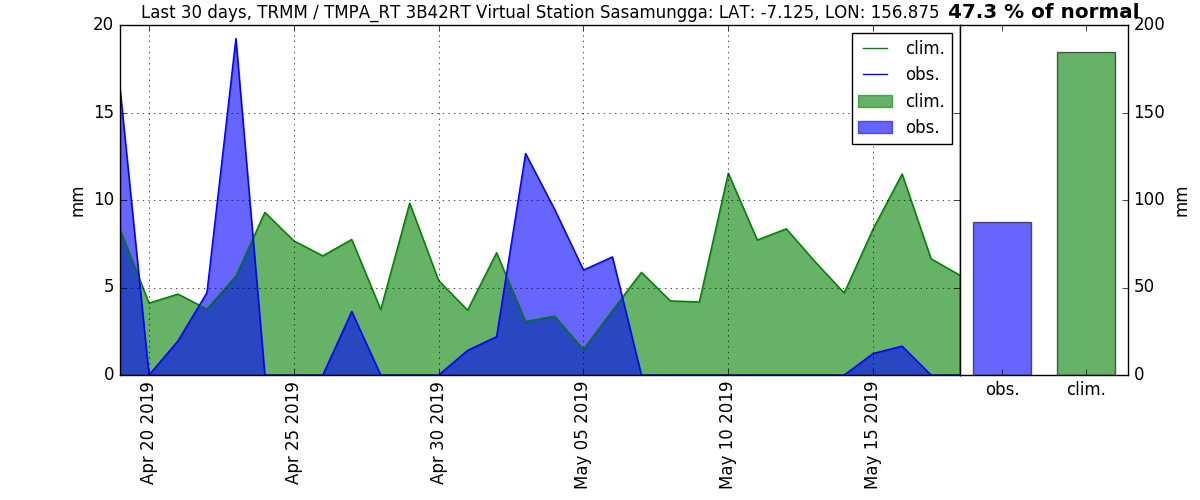 Last 30 days, TRMM / TMPA_RT 3B42RT Virtual Station Sasamungga: LAT: -7.125, LON: 156.875 47.3 % of normal
20
15
10
5
0
mm
clim.
obs.
clim.
obs.
200
150
100
50
0
mm
Apr 20 2019
Apr 25 2019
Apr 30 2019
May 05 2019
May 10 2019
May 15 2019
obs.
clim.